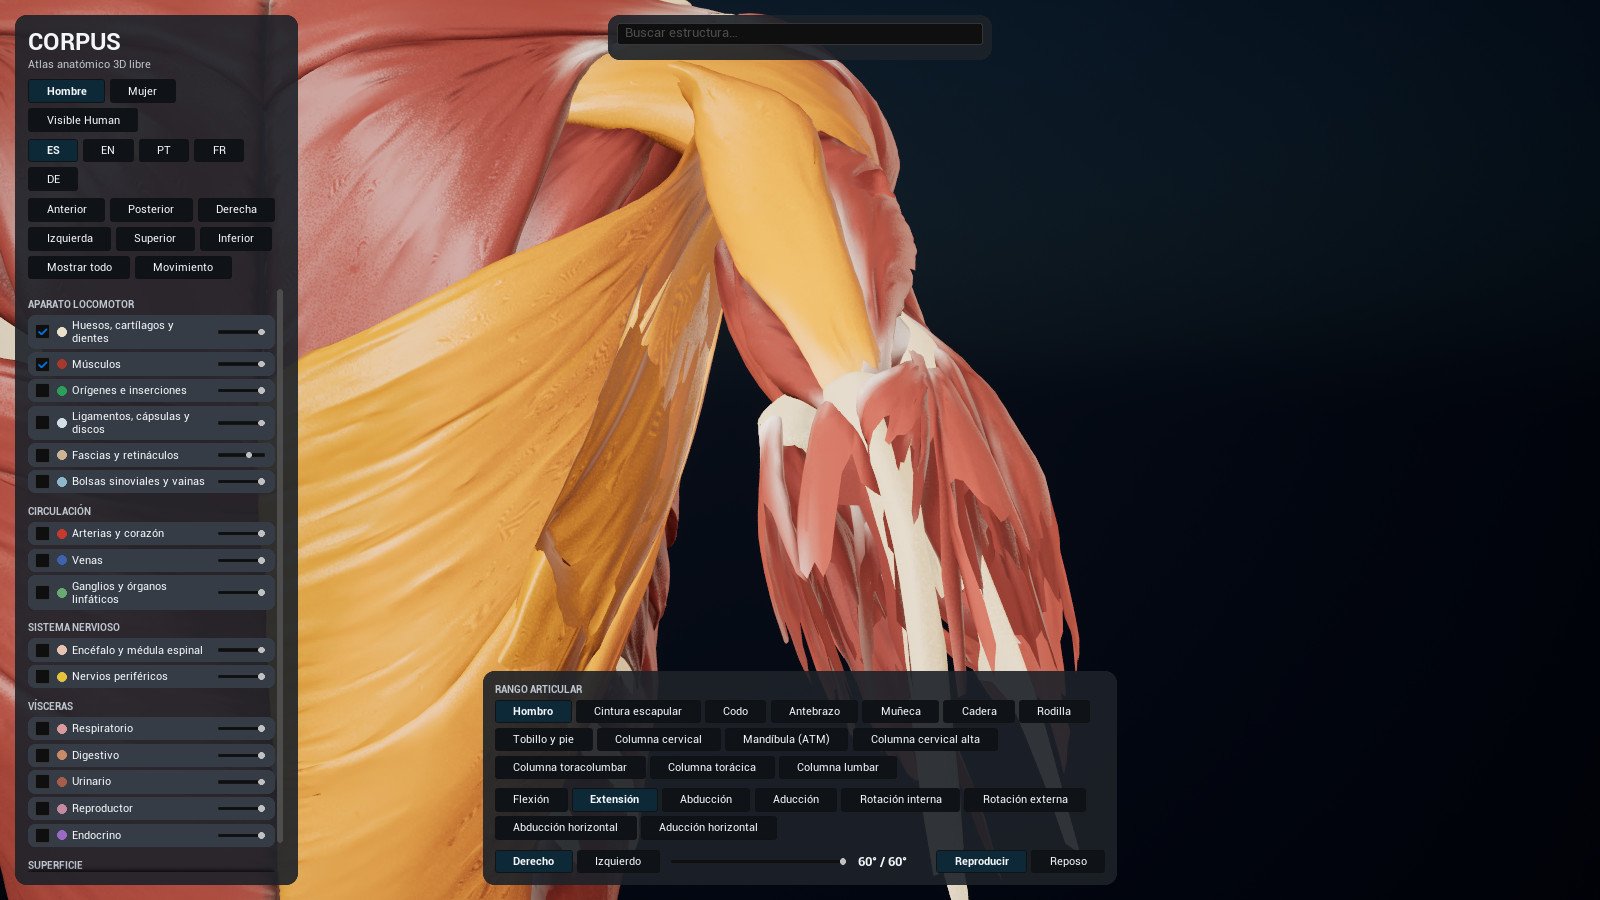 CORPUS
Atlas anatómico 3D libre
Hombre Mujer
Visible Human
ES EN PT FR
DE
Anterior Posterior Derecha
Izquierda Superior Inferior
Mostrar todo Movimiento
APARATO LOCOMOTOR
Huesos, cartílagos y
dientes
Músculos
Orígenes e inserciones
Ligamentos, cápsulas y
discos
Fascias y retináculos
Bolsas sinoviales y vainas
CIRCULACIÓN
Arterias y corazón
Venas
Ganglios y órganos
linfáticos
SISTEMA NERVIOSO
Encéfalo y médula espinal
Nervios periféricos
VÍSCERAS
Respiratorio
Digestivo
Urinario
Reproductor
Endocrino
SUPERFICIE
Buscar estructura...
RANGO ARTICULAR
Hombro Cintura escapular Codo Antebrazo Muñeca Cadera Rodilla
Tobillo y pie Columna cervical Mandíbula (ATM) Columna cervical alta
Columna toracolumbar Columna torácica Columna lumbar
Flexión Extensión Abducción Aducción Rotación interna Rotación externa
Abducción horizontal Aducción horizontal
Derecho Izquierdo 60° / 60° Reproducir Reposo